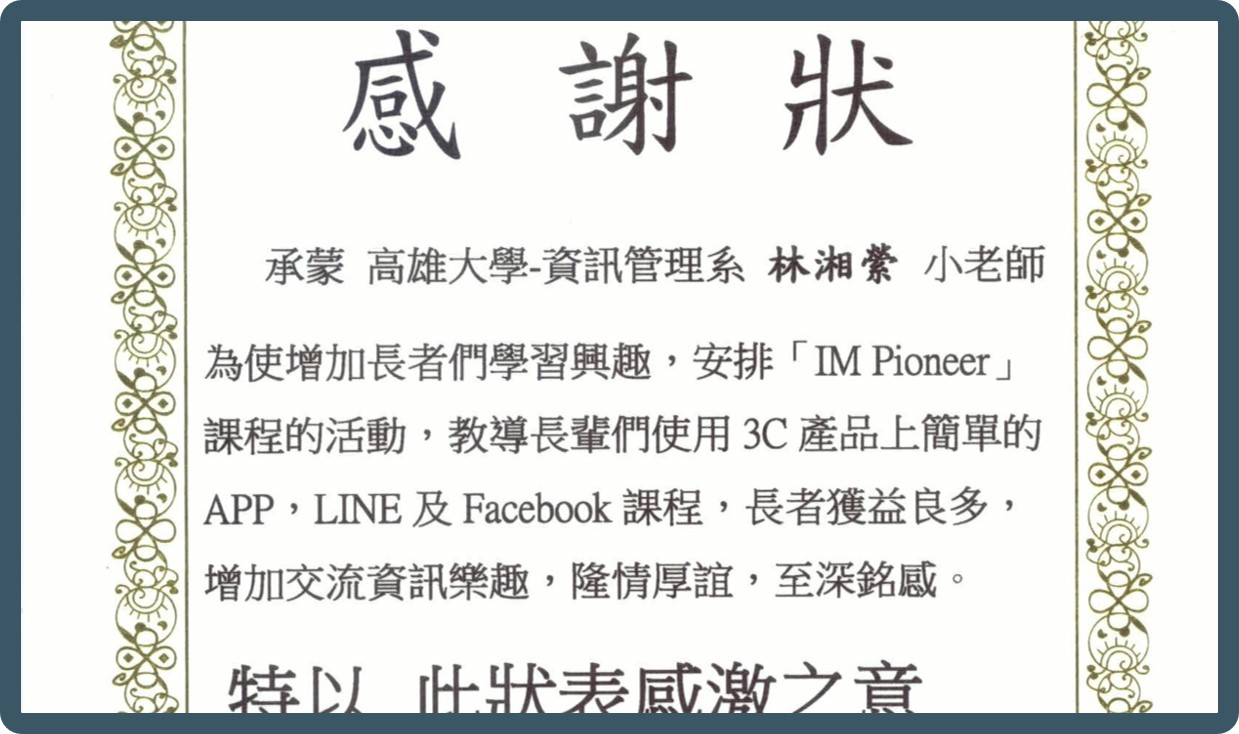 感 謝 狀
承蒙 高雄大學-資訊管理系 林湘縈 小老師
為使增加長者們學習興趣，安排「IM Pioneer」
課程的活動，教導長輩們使用 3C 產品上簡單的
APP，LINE 及 Facebook 課程，長者獲益良多，
增加交流資訊樂趣，隆情厚誼，至深銘感。
特以 此狀表感激之意